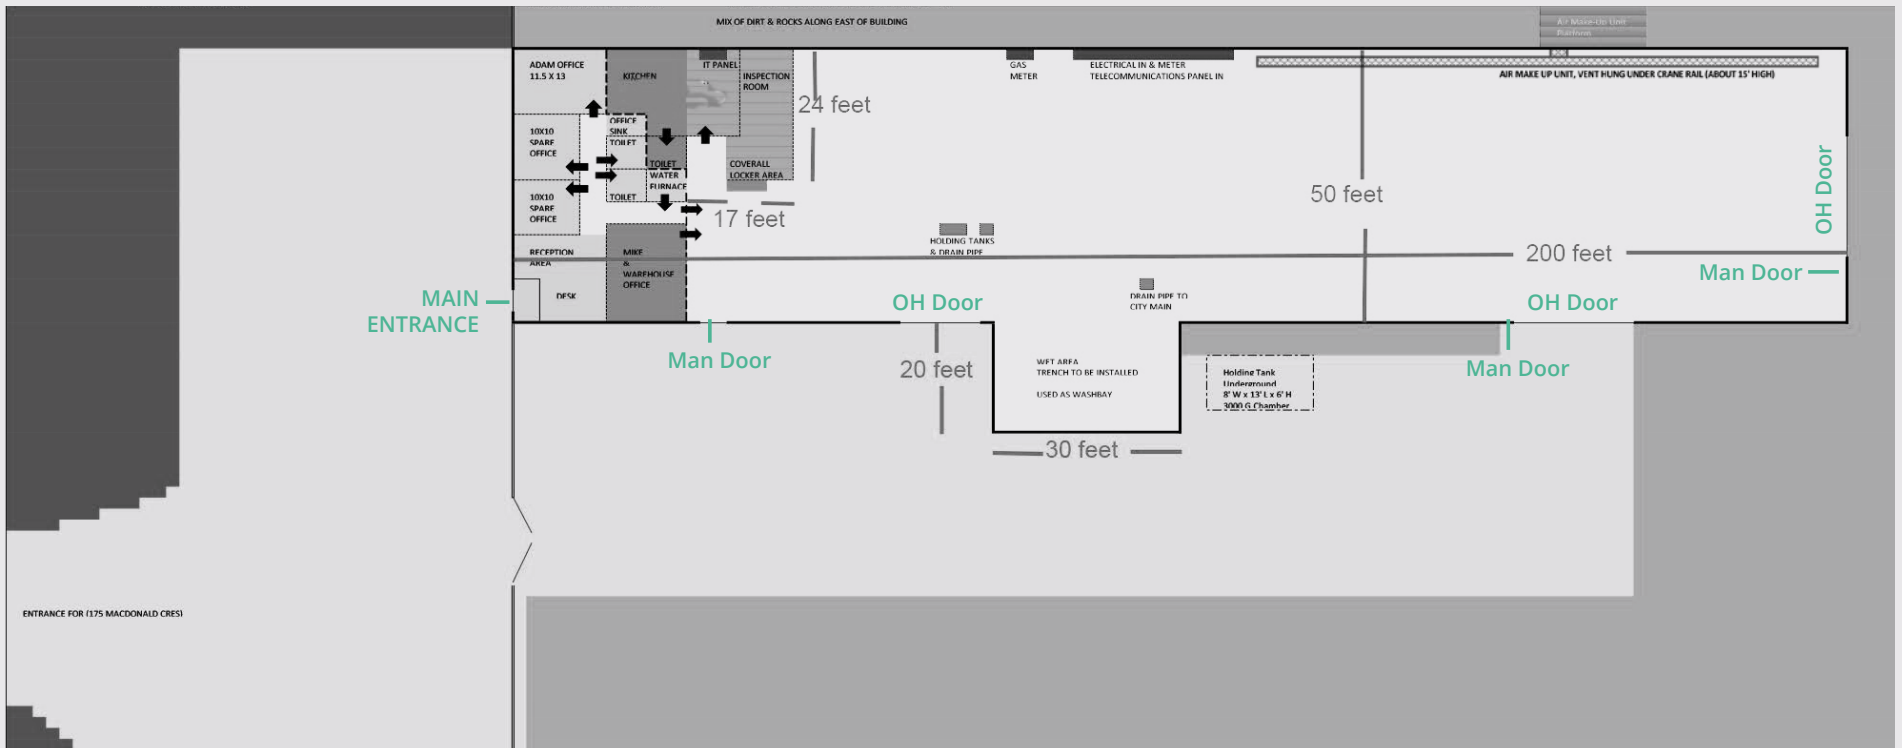 MIX OF DIRT & ROCKS ALONG EAST OF BUILDING
Air Make-Up Unit
Platform
ADAM OFFICE
11.5 X 13
KITCHEN
IT PANEL
INSPECTION
ROOM
24 feet
GAS
METER
ELECTRICAL IN & METER
TELECOMMUNICATIONS PANEL IN
AIR MAKE UP UNIT, VENT HUNG UNDER CRANE RAIL (ABOUT 15' HIGH)
10X10
SPARE
OFFICE
OFFICE
SINK
TOILET
TOILET
WATER
FURNACE
COVERALL
LOCKER AREA
10X10
SPARE
OFFICE
TOILET
17 feet
50 feet
OH Door
HOLDING TANKS
& DRAIN PIPE
200 feet
Man Door
RECEPTION
AREA
MIKE
&
WAREHOUSE
OFFICE
DESK
MAIN
ENTRANCE
OH Door
DRAIN PIPE TO
CITY MAIN
OH Door
Man Door
20 feet
WET AREA
TRENCH TO BE INSTALLED
USED AS WASHBAY
Holding Tank
Underground
8' W x 13' L x 6' H
3000 G Chamber
Man Door
30 feet
ENTRANCE FOR (175 MACDONALD CRES)